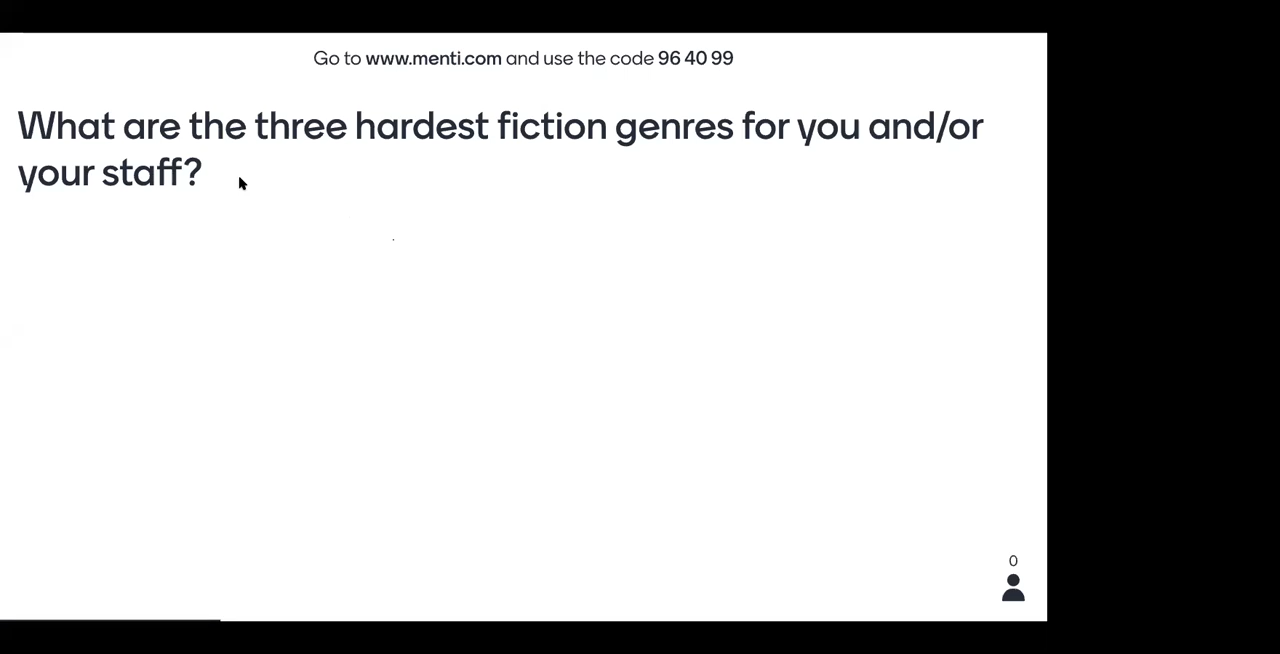 Go to www.menti.com and use the code 96 40 99
What are the three hardest fiction genres for you and/or
your staff?
0